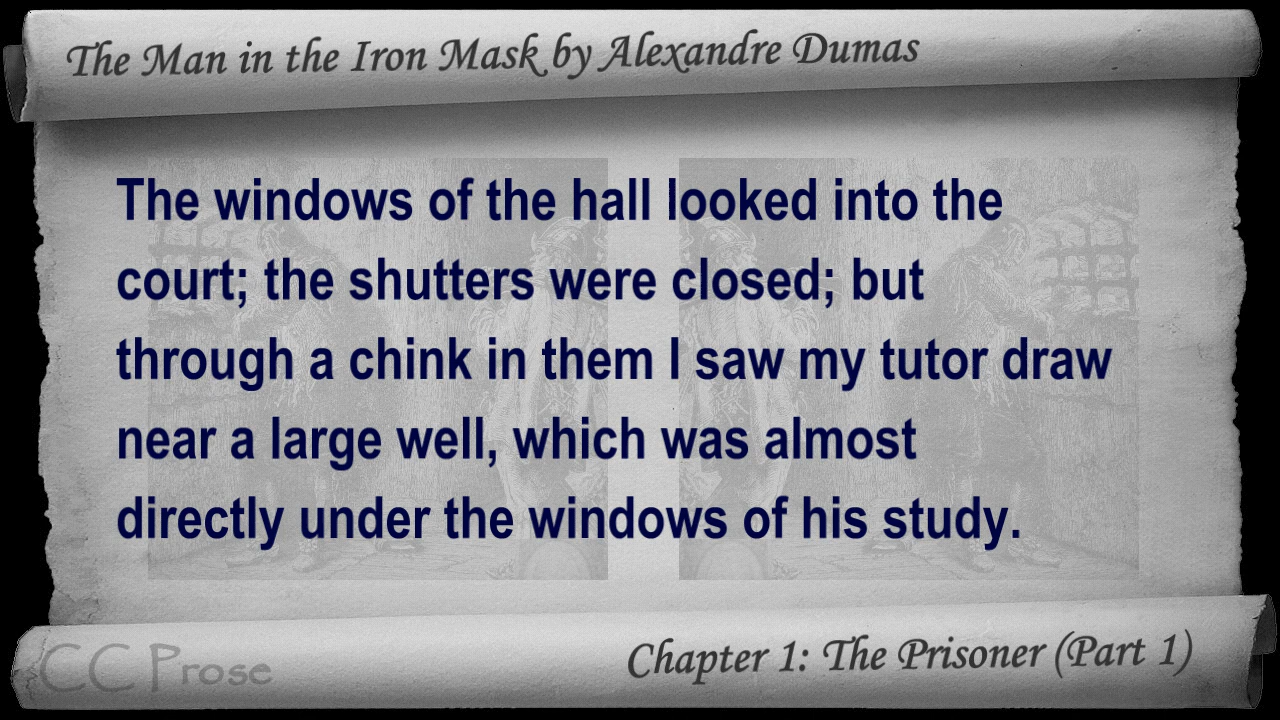 The Man in the Iron Mask by Alexandre Dumas
The windows of the hall looked into the
court; the shutters were closed; but
through a chink in them I saw my tutor draw
near a large well, which was almost
directly under the windows of his study.
CC Prose
Chapter 1: The Prisoner (Part 1)